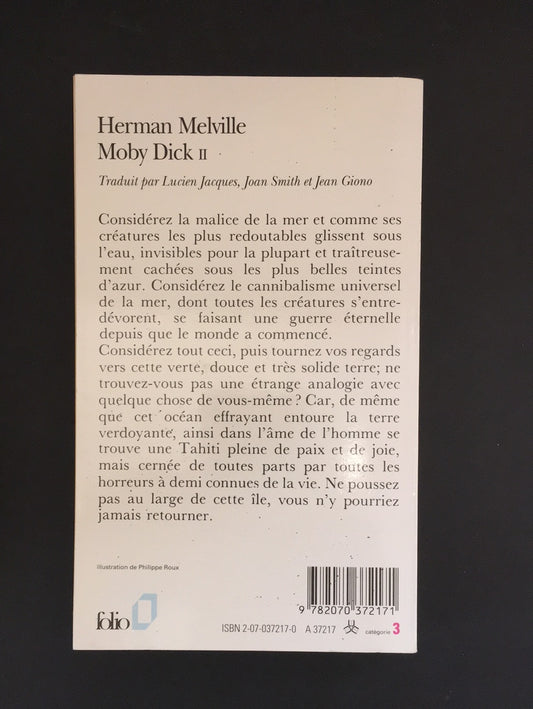 Herman Melville
Moby Dick II
Traduit par Lucien Jacques, Joan Smith et Jean Giono
Considérez la malice de la mer et comme ses
créatures les plus redoutables glissent sous
l'eau, invisibles pour la plupart et traîtreuse-
ment cachées sous les plus belles teintes
d'azur. Considérez le cannibalisme universel
de la mer, dont toutes les créatures s'entre-
dévorent, se faisant une guerre éternelle
depuis que le monde a commencé.
Considérez tout ceci, puis tournez vos regards
vers cette verte, douce et très solide terre; ne
trouvez-vous pas une étrange analogie avec
quelque chose de vous-même? Car, de même
que cet océan effrayant entoure la terre
verdoyante, ainsi dans l'âme de l'homme se
trouve une Tahiti pleine de paix et de joie,
mais cernée de toutes parts par toutes les
horreurs à demi connues de la vie. Ne poussez
pas au large de cette île, vous n'y pourriez
jamais retourner.
Illustration de Philippe Roux
9 782070 372171
folio
ISBN 2-07-037217-0 A 37217 catégorie 3